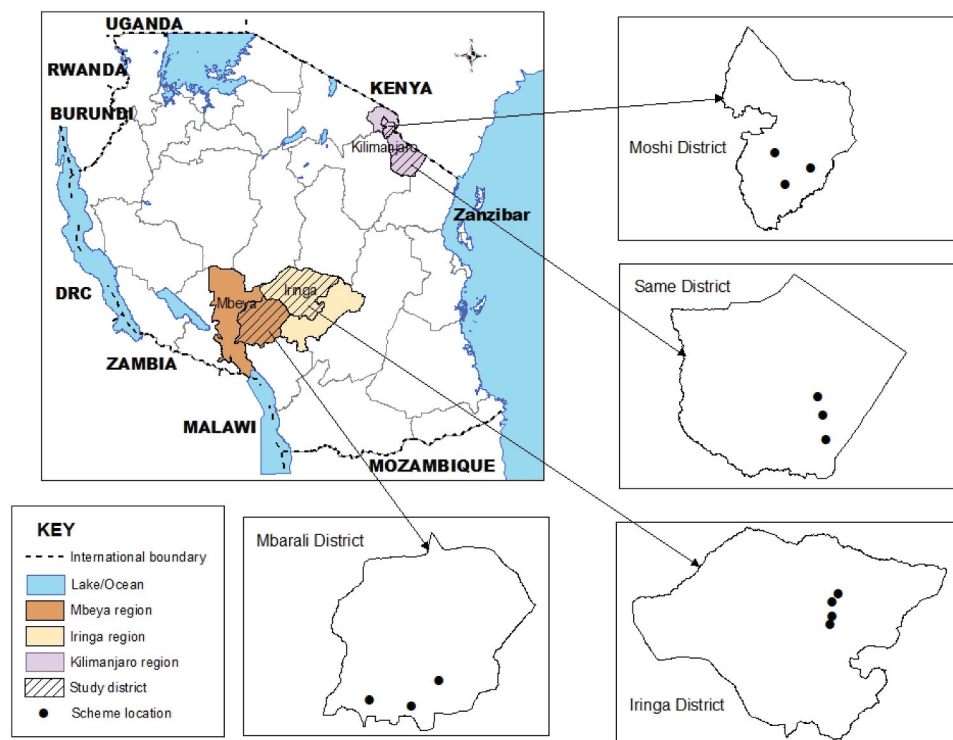 UGANDA
RWANDA
BURUNDI
KENYA
Kilimanjaro
Zanzibar
DRC
Mbeya
Iringa
ZAMBIA
MALAWI
MOZAMBIQUE
Moshi District
Same District
Iringa District
Mbarali District
KEY
International boundary
Lake/Ocean
Mbeya region
Iringa region
Kilimanjaro region
Study district
Scheme location